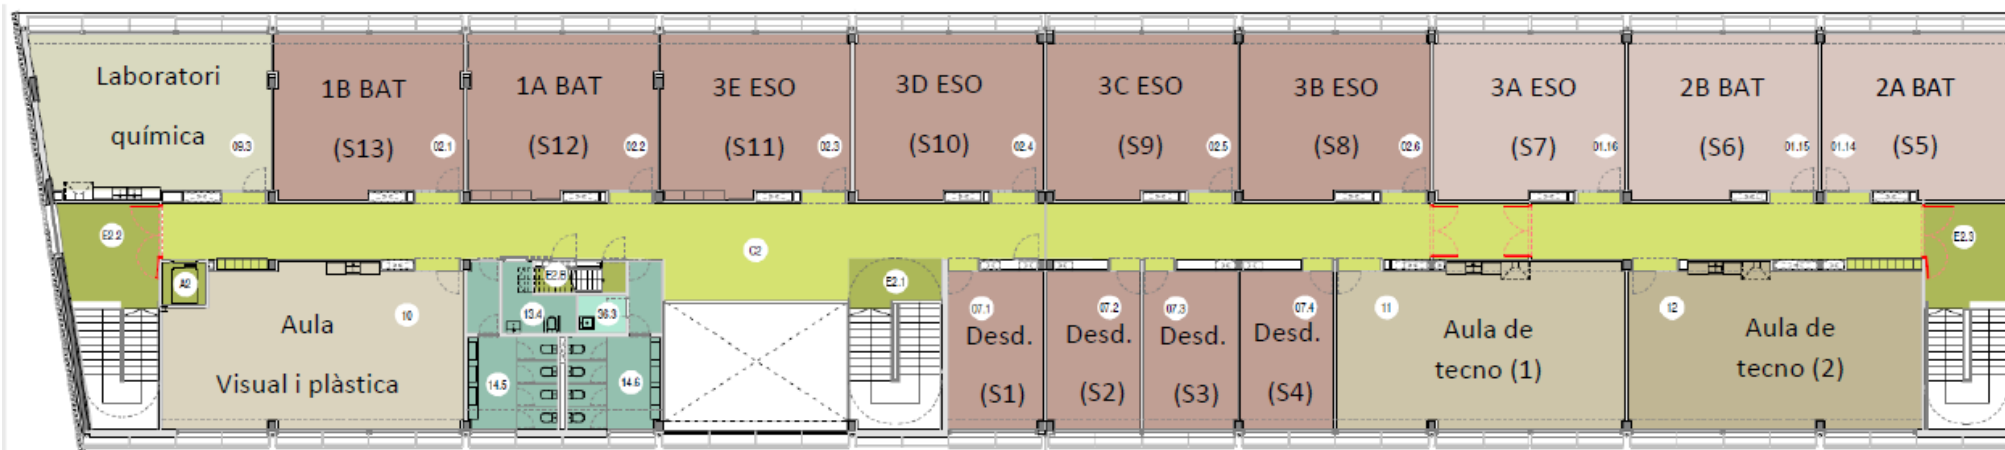 Laboratori
química
09.3
1B BAT
(S13)
02.1
1A BAT
(S12)
02.2
3E ESO
(S11)
02.3
3D ESO
(S10)
02.4
3C ESO
(S9)
02.5
3B ESO
(S8)
02.6
3A ESO
(S7)
01.16
2B BAT
(S6)
01.15
01.14
2A BAT
(S5)
E2.2
C2
E2.3
A2
E2.B
E2.1
Aula
Visual i plàstica
10
13.4
36.3
14.5
14.6
07.1
Desd.
(S1)
07.2
Desd.
(S2)
07.3
Desd.
(S3)
07.4
Desd.
(S4)
11
Aula de
tecno (1)
12
Aula de
tecno (2)